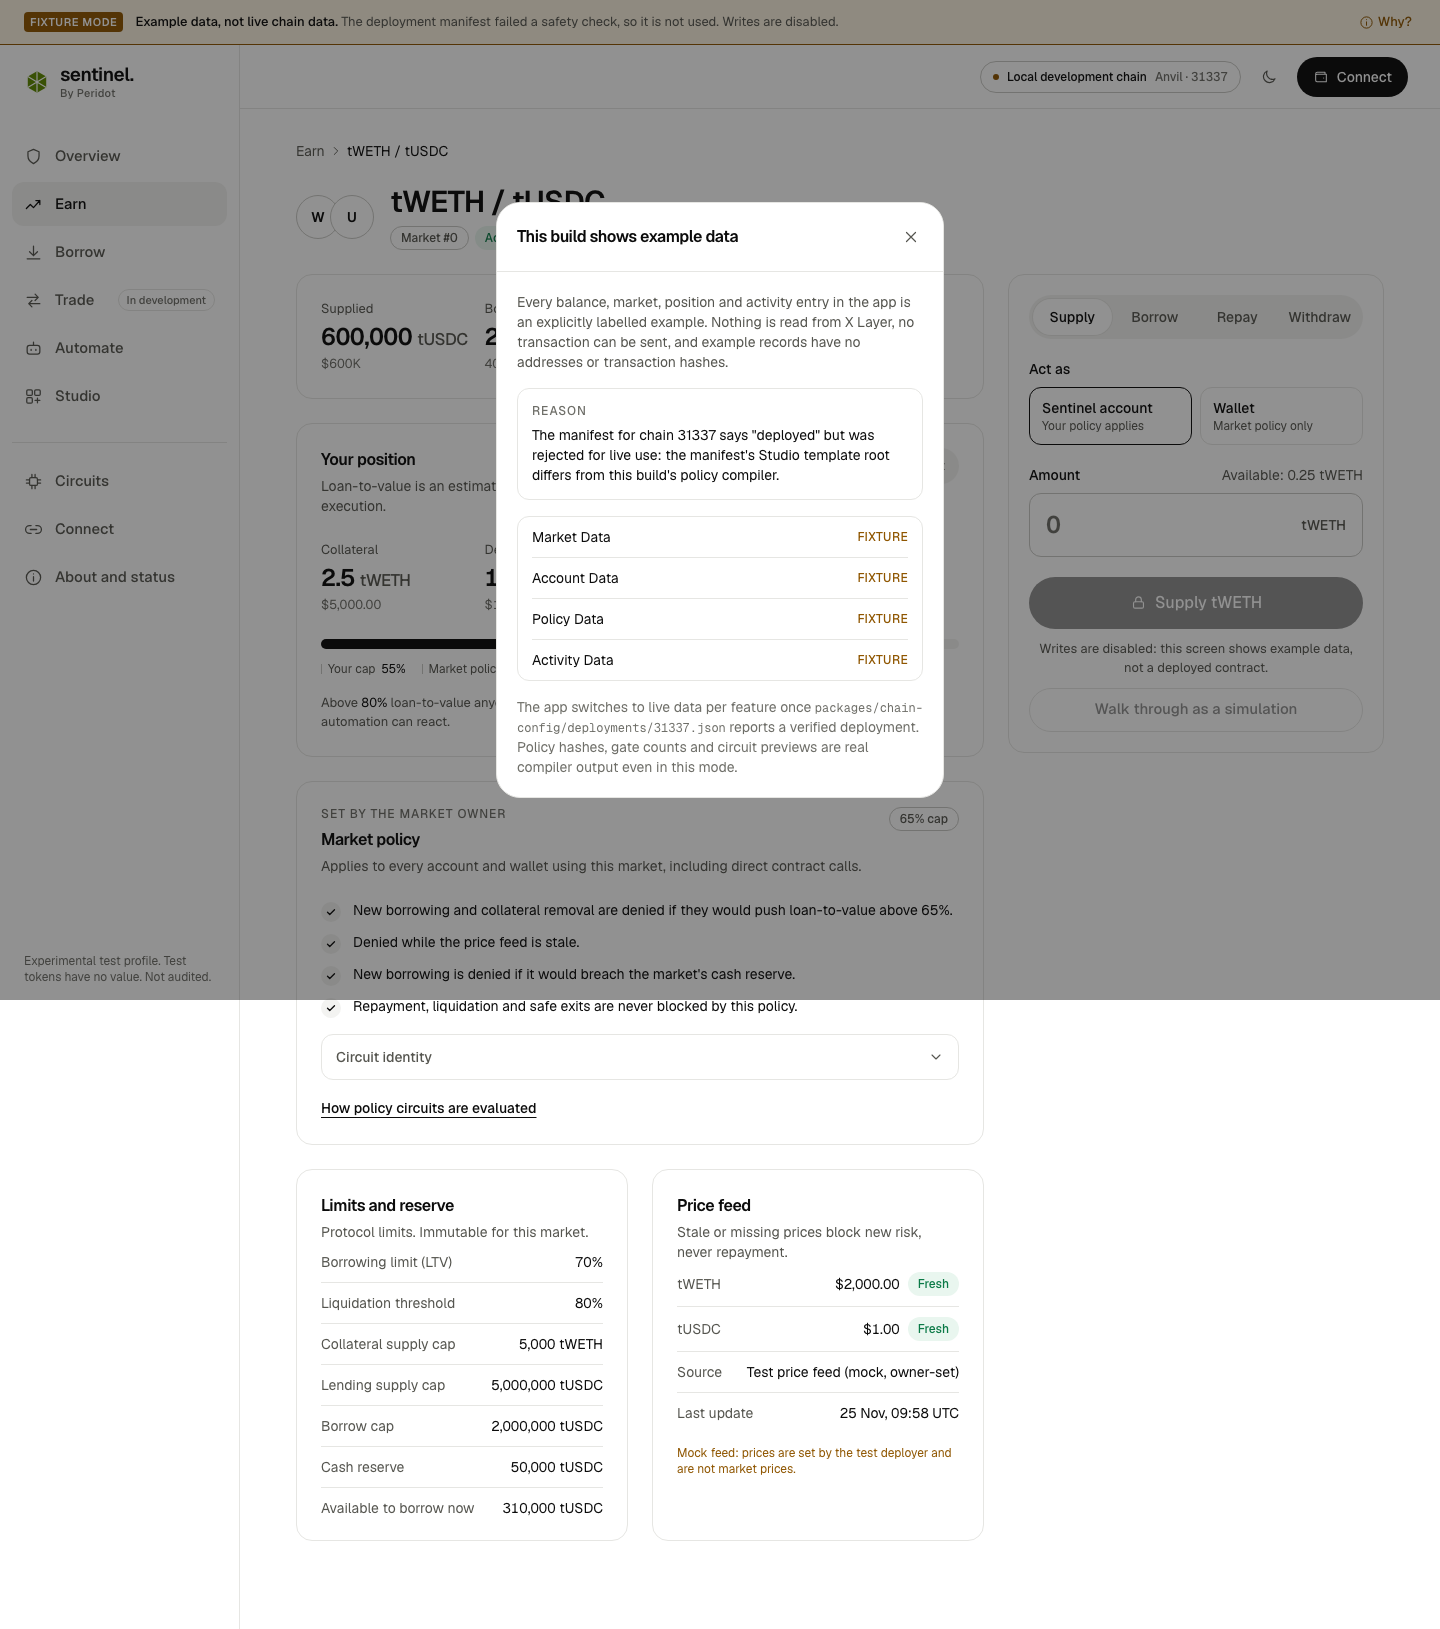 FIXTURE MODE Example data, not live chain data. The deployment manifest failed a safety check, so it is not used. Writes are disabled. Why?
sentinel.
By Peridot
Local development chain Anvil · 31337
Connect
Overview
Earn
Borrow
Trade In development
Automate
Studio
Circuits
Connect
About and status
Experimental test profile. Test
tokens have no value. Not audited.
Earn > tWETH / tUSDC
W U
tWETH / tUSDC
Market #0
Supplied
600,000 tUSDC
$600K
Your position
Loan-to-value is an estimat
execution.
Collateral
2.5 tWETH
$5,000.00
Your cap 55% Market polic
Above 80% loan-to-value any
automation can react.
This build shows example data
Every balance, market, position and activity entry in the app is
an explicitly labelled example. Nothing is read from X Layer, no
transaction can be sent, and example records have no
addresses or transaction hashes.
REASON
The manifest for chain 31337 says "deployed" but was
rejected for live use: the manifest's Studio template root
differs from this build's policy compiler.
Market Data FIXTURE
Account Data FIXTURE
Policy Data FIXTURE
Activity Data FIXTURE
The app switches to live data per feature once packages/chain-
config/deployments/31337.json reports a verified deployment.
Policy hashes, gate counts and circuit previews are real
compiler output even in this mode.
Supply Borrow Repay Withdraw
Act as
Sentinel account
Your policy applies
Wallet
Market policy only
Amount Available: 0.25 tWETH
0 tWETH
Supply tWETH
Writes are disabled: this screen shows example data,
not a deployed contract.
Walk through as a simulation
SET BY THE MARKET OWNER
65% cap
Market policy
Applies to every account and wallet using this market, including direct contract calls.
New borrowing and collateral removal are denied if they would push loan-to-value above 65%.
Denied while the price feed is stale.
New borrowing is denied if it would breach the market's cash reserve.
Repayment, liquidation and safe exits are never blocked by this policy.
Circuit identity
How policy circuits are evaluated
Limits and reserve
Protocol limits. Immutable for this market.
Borrowing limit (LTV) 70%
Liquidation threshold 80%
Collateral supply cap 5,000 tWETH
Lending supply cap 5,000,000 tUSDC
Borrow cap 2,000,000 tUSDC
Cash reserve 50,000 tUSDC
Available to borrow now 310,000 tUSDC
Price feed
Stale or missing prices block new risk,
never repayment.
tWETH $2,000.00 Fresh
tUSDC $1.00 Fresh
Source Test price feed (mock, owner-set)
Last update 25 Nov, 09:58 UTC
Mock feed: prices are set by the test deployer and
are not market prices.